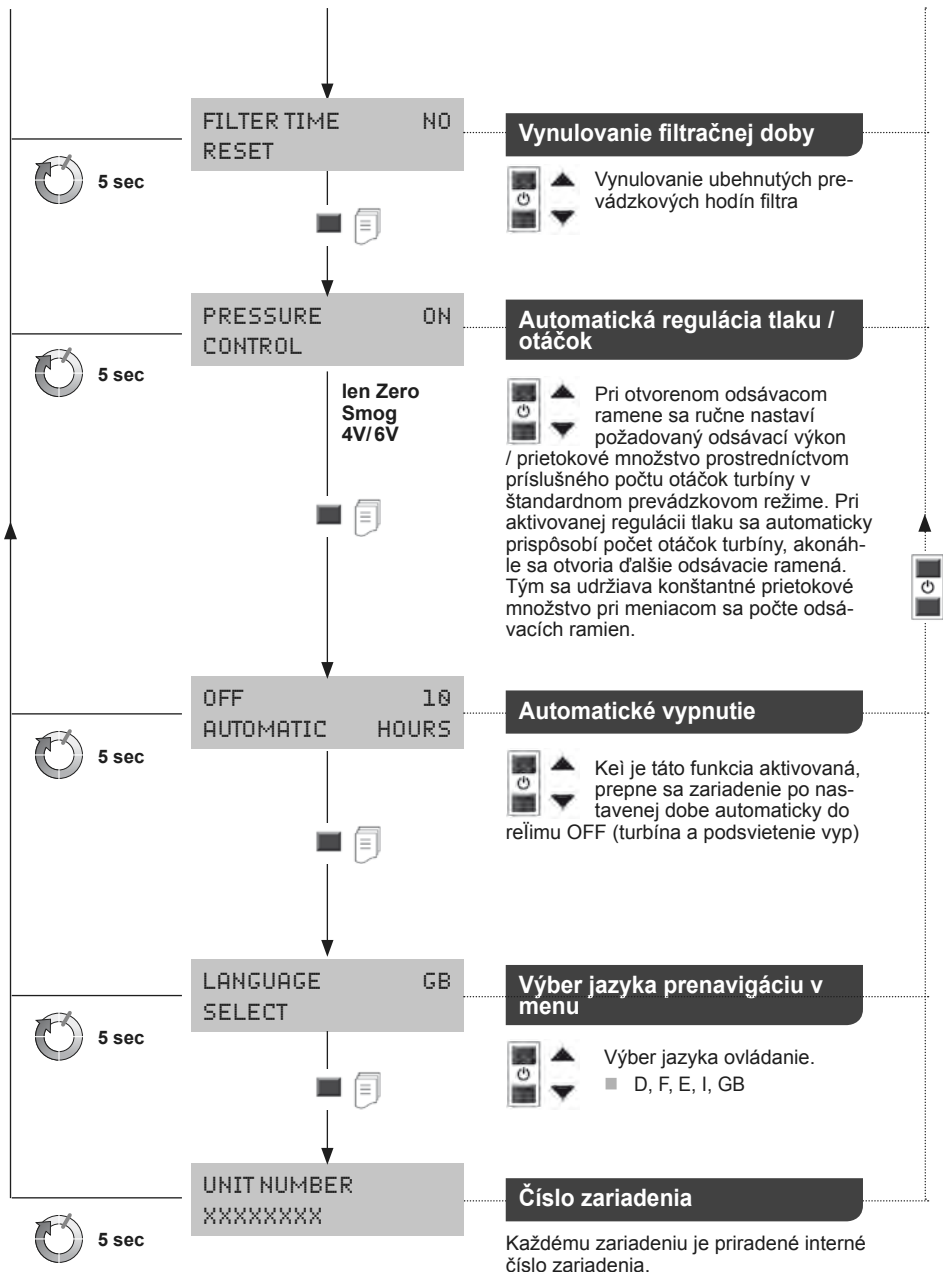 FILTER TIME NO
RESET
Vynulovanie filtračnej doby
5 sec
Vynulovanie ubehnutých pre-
vádzkových hodín filtra
PRESSURE ON
CONTROL
Automatická regulácia tlaku /
otáčok
5 sec
len Zero
Smog
4V/6V
Pri otvorenom odsávacom
ramene sa ručne nastaví
požadovaný odsávací výkon
/ prietokové množstvo prostredníctvom
príslušného počtu otáčok turbíny v
štandardnom prevádzkovom režime. Pri
aktivovanej regulácii tlaku sa automaticky
prispôsobí počet otáčok turbíny, akonáh-
le sa otvoria ďalšie odsávacie ramená.
Tým sa udržiava konštantné prietokové
množstvo pri meniacom sa počte odsá-
vacích ramien.
OFF 10
AUTOMATIC HOURS
Automatické vypnutie
5 sec
Keì je táto funkcia aktivovaná,
prepne sa zariadenie po nas-
tavenej dobe automaticky do
reÏimu OFF (turbína a podsvietenie vyp)
LANGUAGE GB
SELECT
Výber jazyka prenavigáciu v
menu
5 sec
Výber jazyka ovládanie.
D, F, E, I, GB
UNIT NUMBER
XXXXXXXX
Číslo zariadenia
5 sec
Každému zariadeniu je priradené interné
číslo zariadenia.